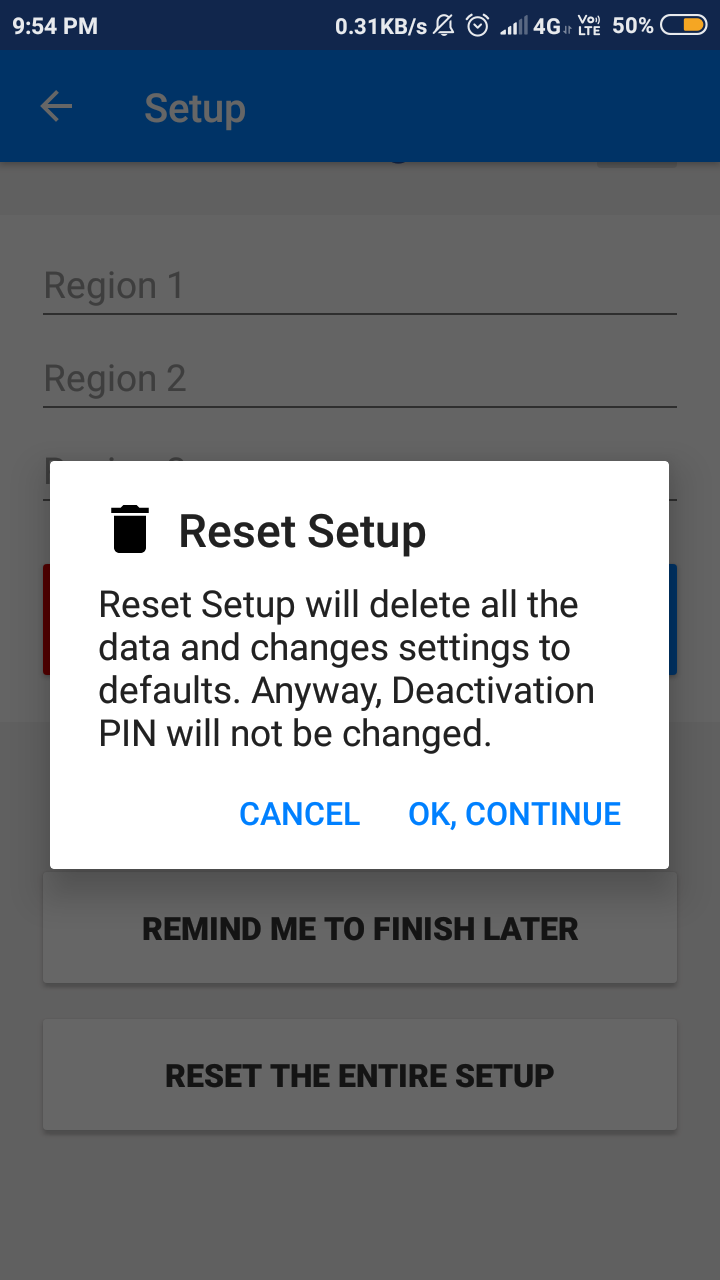 9:54 PM 0.31KB/s 4G Vo)) LTE 50%
Setup
Region 1
Region 2
Reset Setup
Reset Setup will delete all the
data and changes settings to
defaults. Anyway, Deactivation
PIN will not be changed.
CANCEL OK, CONTINUE
REMIND ME TO FINISH LATER
RESET THE ENTIRE SETUP